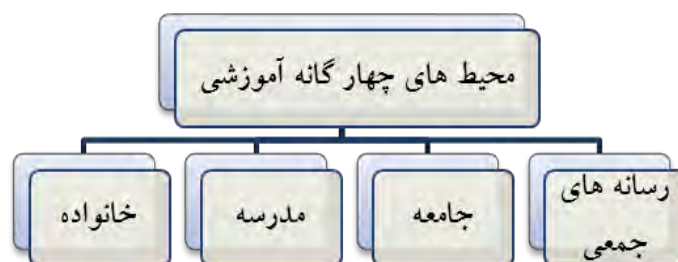 محیط های چهار گانه آموزشی
رسانه های
جمعی
جامعه
مدرسه
خانواده